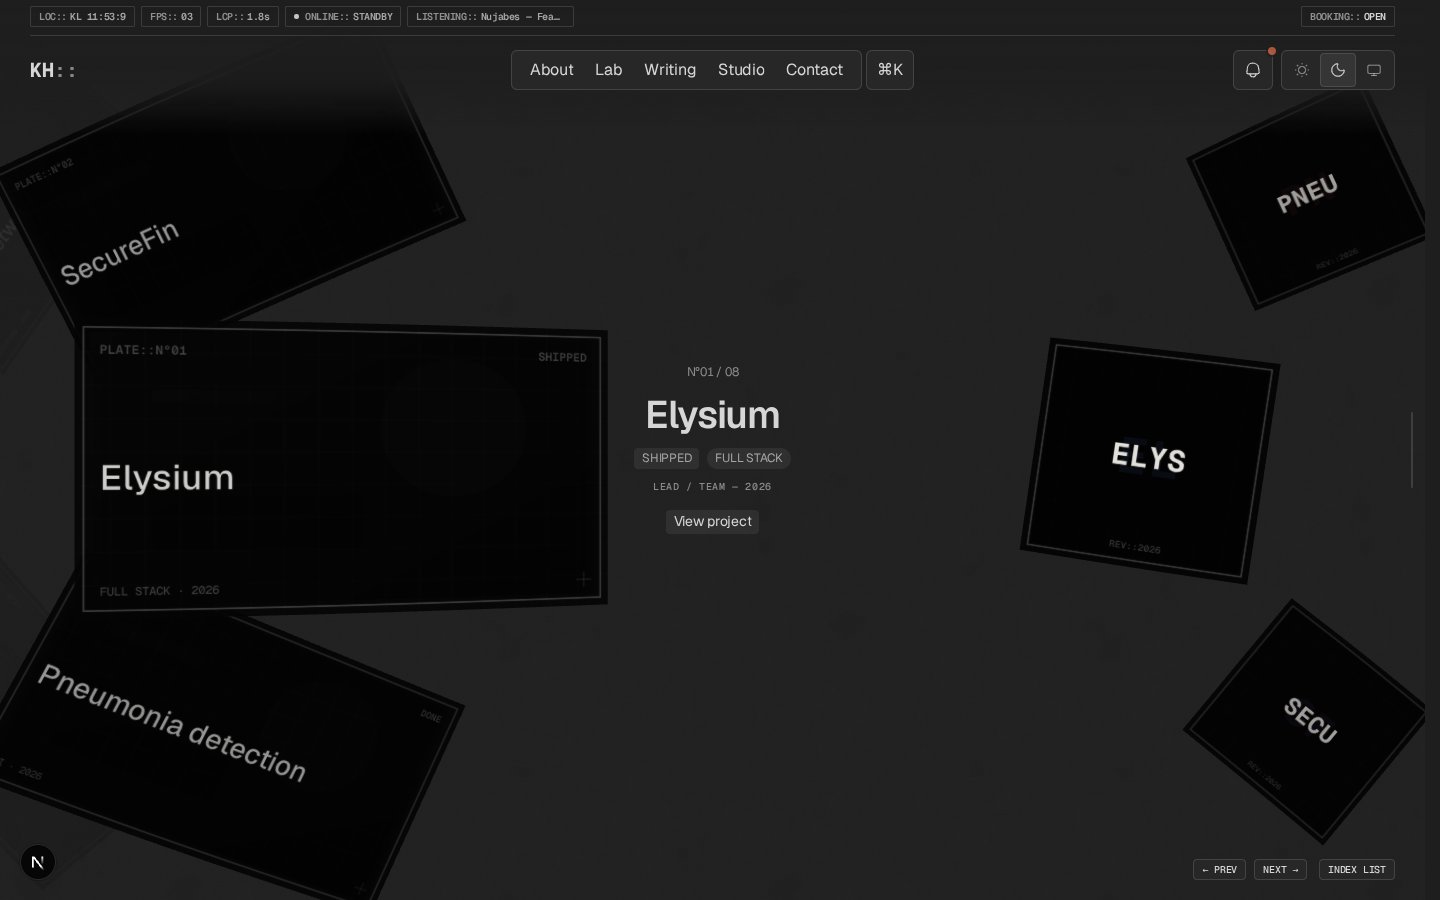 LOC:: KL 11:53:9
FPS:: 03
LCP:: 1.8s
ONLINE:: STANDBY
LISTENING:: Nujabes — Fea…
BOOKING:: OPEN
KH::
About
Lab
Writing
Studio
Contact
⌘K
PLATE::N°02
SecureFin
PNEU
REV::2026
PLATE::N°01
SHIPPED
Elysium
FULL STACK · 2026
N°01 / 08
Elysium
SHIPPED
FULL STACK
LEAD / TEAM — 2026
View project
ELYS
REV::2026
Pneumonia detection
DONE
· 2026
SECU
REV::2026
N
← PREV
NEXT →
INDEX LIST